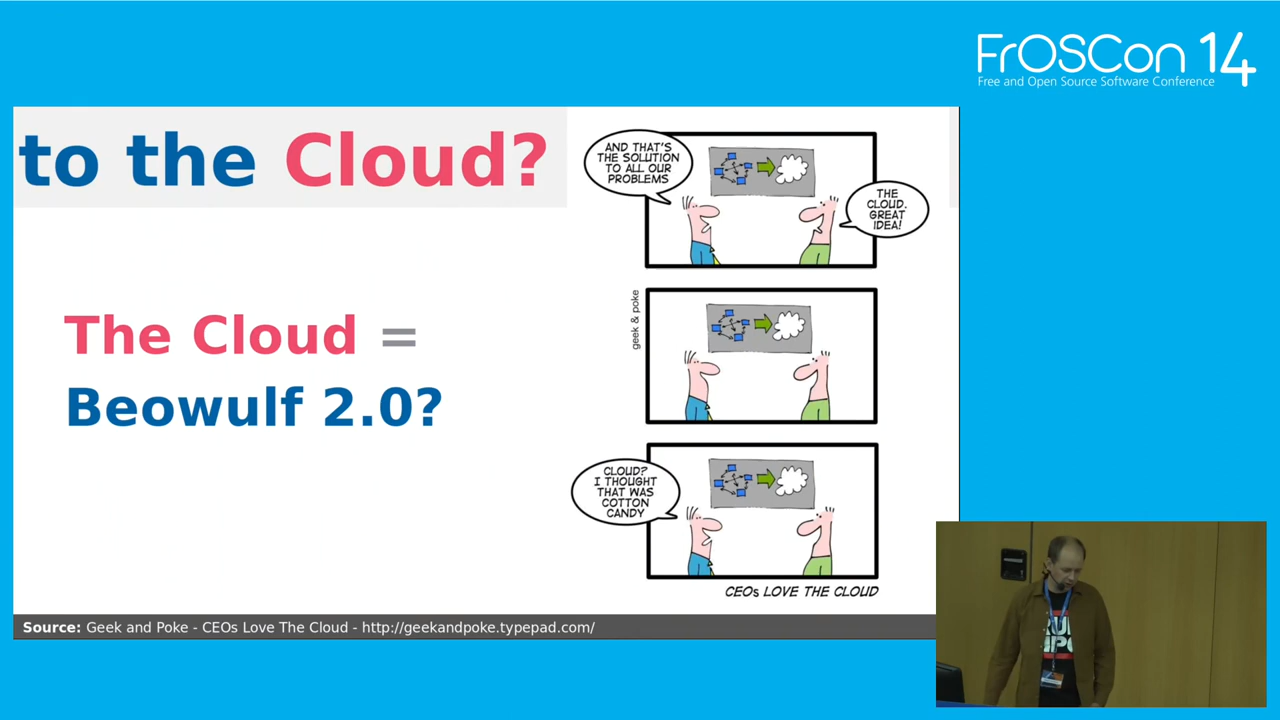 FrOSCon 14
Free and Open Source Software Conference
to the Cloud?
The Cloud =
Beowulf 2.0?
AND THAT'S
THE SOLUTION
TO ALL OUR
PROBLEMS
THE
CLOUD.
GREAT
IDEA!
geek & poke
CLOUD?
I THOUGHT
THAT WAS
COTTON
CANDY
CEOs LOVE THE CLOUD
Source: Geek and Poke - CEOs Love The Cloud - http://geekandpoke.typepad.com/